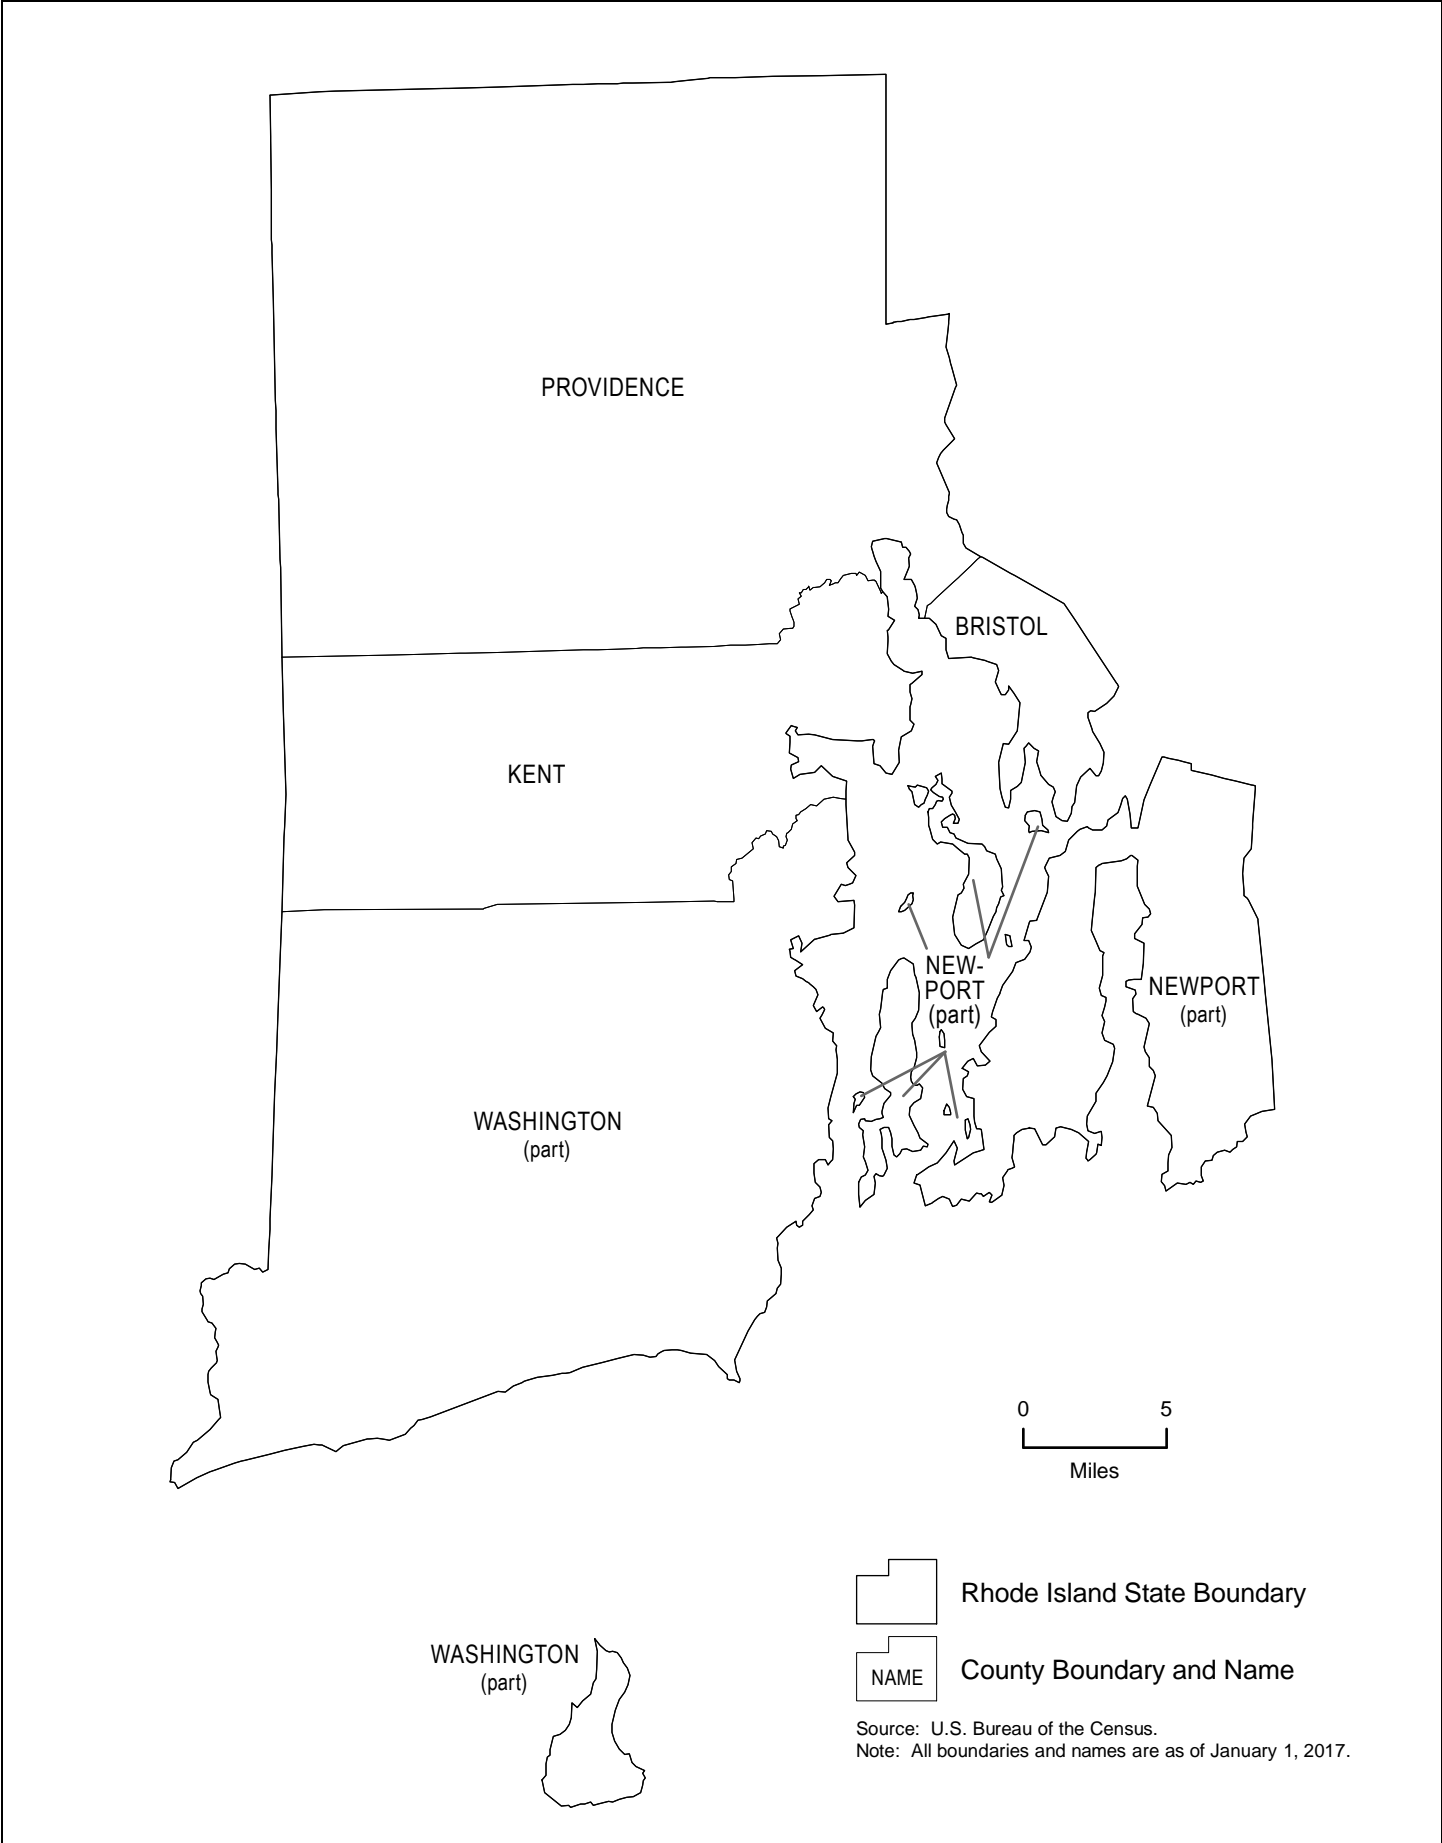 PROVIDENCE
BRISTOL
KENT
NEW-
PORT
(part)
NEWPORT
(part)
WASHINGTON
(part)
0 5
Miles
Rhode Island State Boundary
WASHINGTON
(part)
NAME
County Boundary and Name
Source: U.S. Bureau of the Census.
Note: All boundaries and names are as of January 1, 2017.